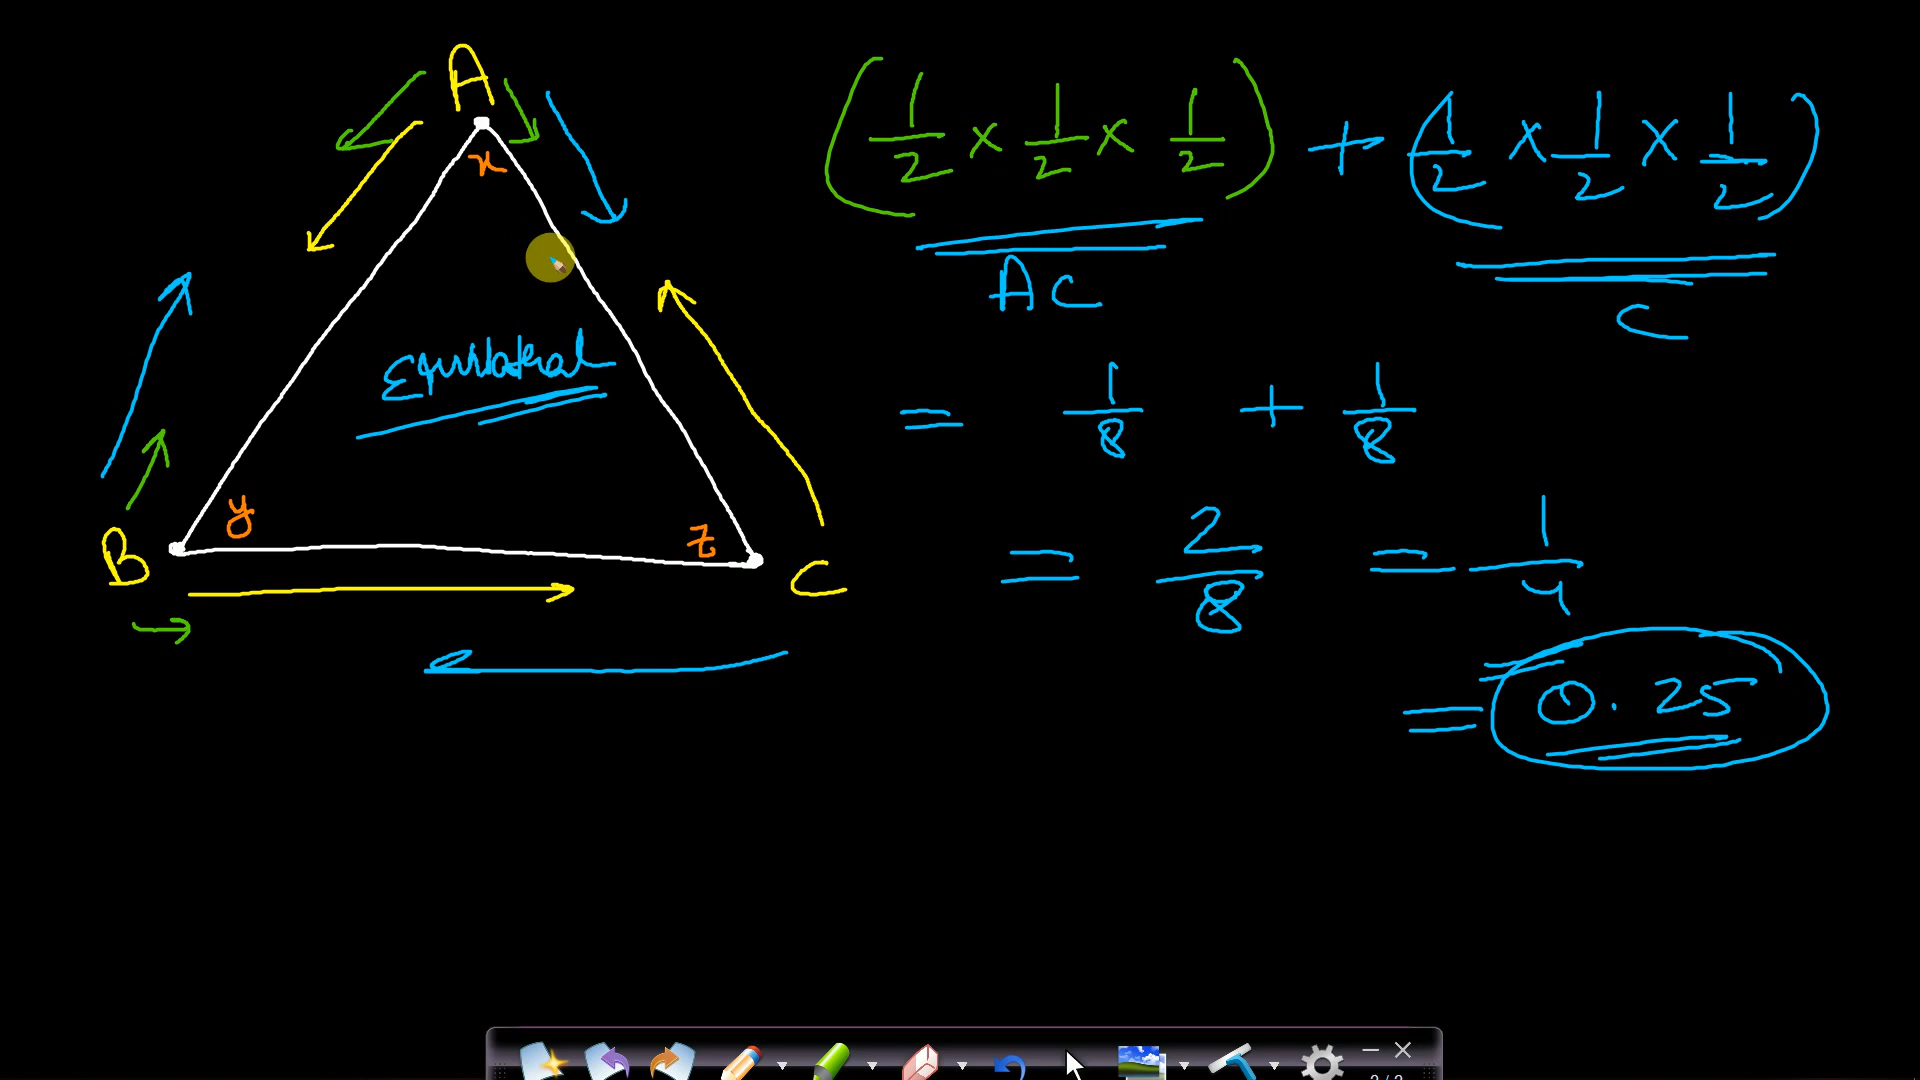 A
x
Equilateral
y
z
B
C
(1/2 × 1/2 × 1/2) + (1/2 × 1/2 × 1/2)
AC
C
= 1/8 + 1/8
= 2/8 = 1/4
= 0.25